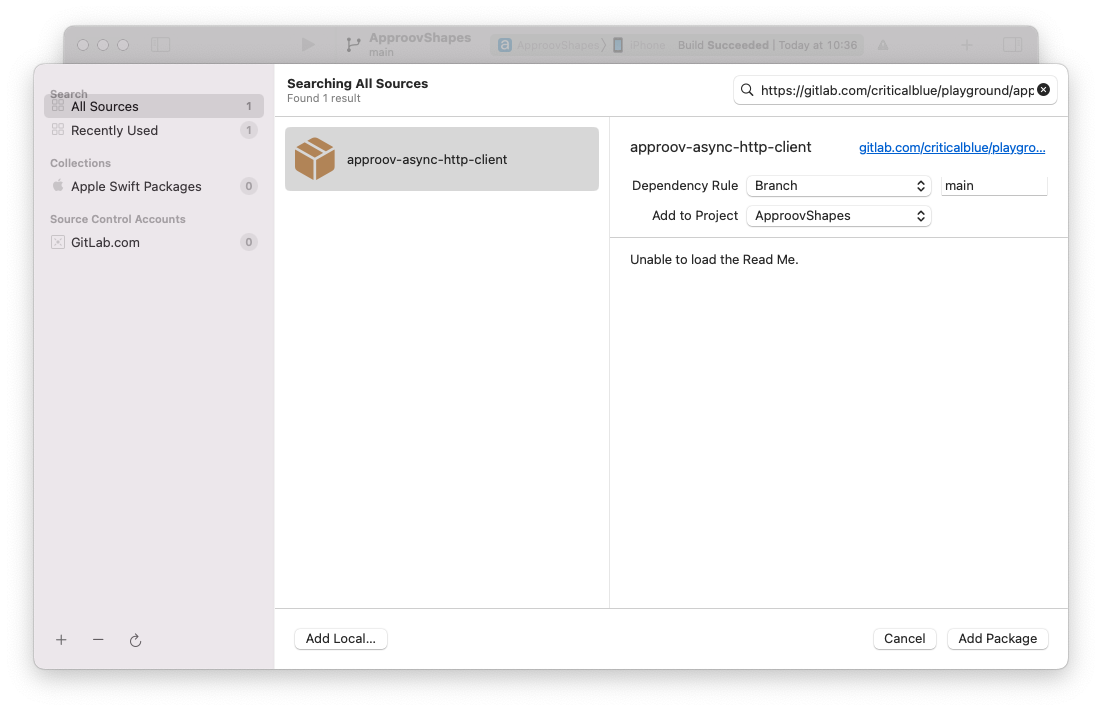 ApproovShapes
main
ApproovShapes
iPhone
Build Succeeded | Today at 10:36
Search
All Sources 1
Recently Used 1
Collections
Apple Swift Packages 0
Source Control Accounts
GitLab.com 0
Searching All Sources
Found 1 result
https://gitlab.com/criticalblue/playground/app
approov-async-http-client
approov-async-http-client
gitlab.com/criticalblue/playgro...
Dependency Rule Branch main
Add to Project ApproovShapes
Unable to load the Read Me.
Add Local...
Cancel
Add Package